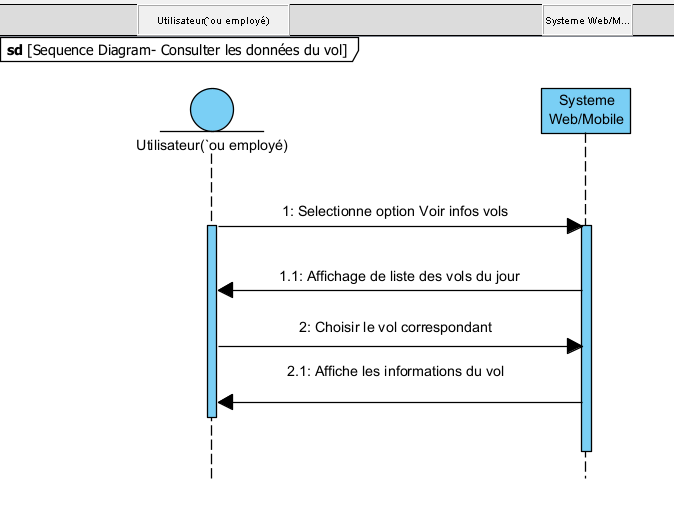 Utilisateur(`ou employé)
Systeme Web/M...
sd [Sequence Diagram- Consulter les données du vol]
Systeme
Web/Mobile
Utilisateur(`ou employé)
1: Selectionne option Voir infos vols
1.1: Affichage de liste des vols du jour
2: Choisir le vol correspondant
2.1: Affiche les informations du vol